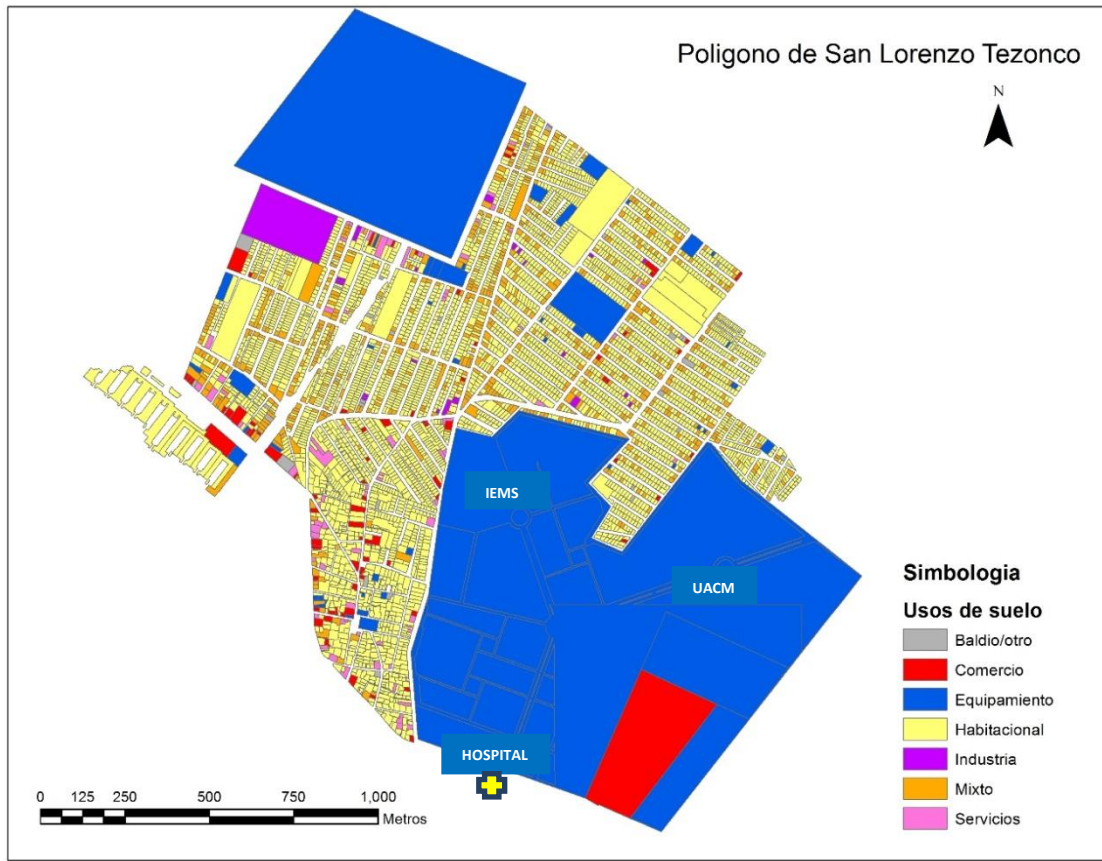 Poligono de San Lorenzo Tezonco
N
IEMS
UACM
HOSPITAL
Simbologia
Usos de suelo
Baldio/otro
Comercio
Equipamiento
Habitacional
Industria
Mixto
Servicios
0 125 250 500 750 1,000
Metros